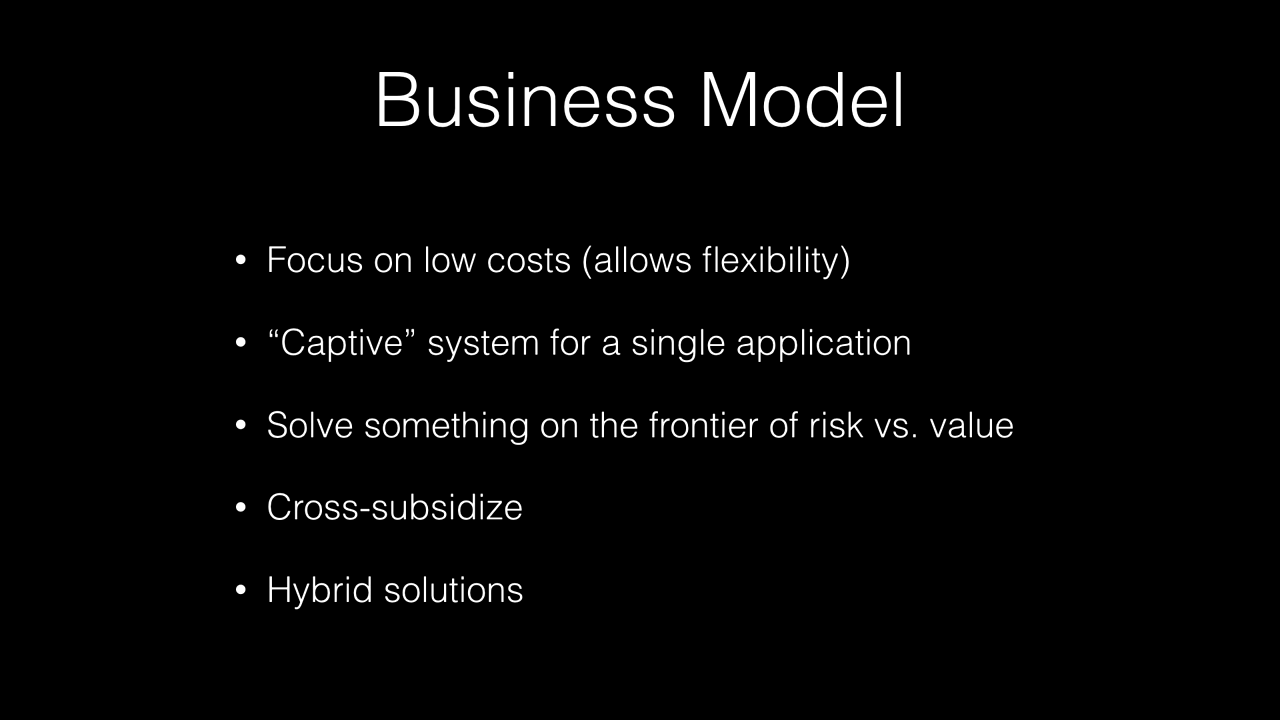 Business Model
• Focus on low costs (allows flexibility)
• “Captive” system for a single application
• Solve something on the frontier of risk vs. value
• Cross-subsidize
• Hybrid solutions